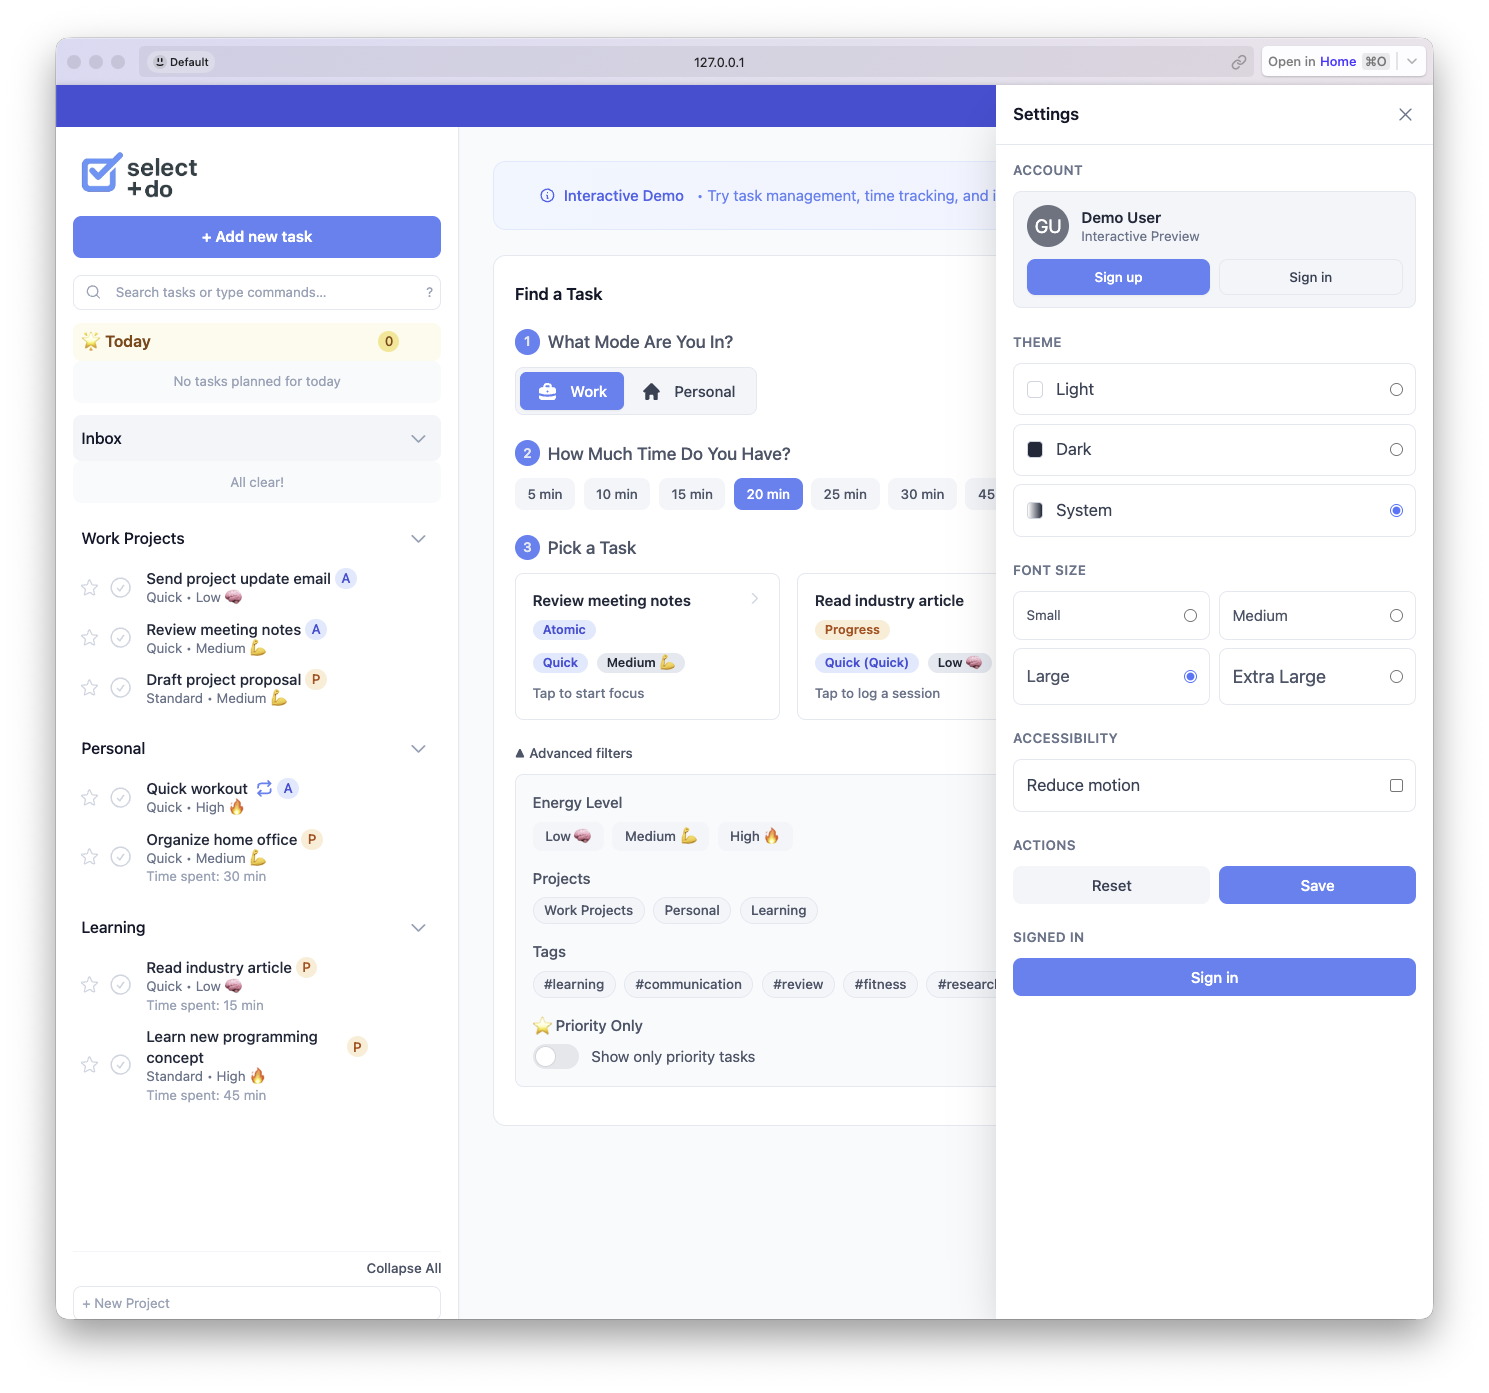 Default
127.0.0.1
Open in Home ⌘O
select
+do
+ Add new task
Search tasks or type commands...
?
🌟 Today
0
No tasks planned for today
Inbox
All clear!
Work Projects
Send project update email A
Quick • Low 🧠
Review meeting notes A
Quick • Medium 💪
Draft project proposal P
Standard • Medium 💪
Personal
Quick workout A
Quick • High 🔥
Organize home office P
Quick • Medium 💪
Time spent: 30 min
Learning
Read industry article P
Quick • Low 🧠
Time spent: 15 min
Learn new programming
concept
P
Standard • High 🔥
Time spent: 45 min
Collapse All
+ New Project
Interactive Demo • Try task management, time tracking, and i
Find a Task
1 What Mode Are You In?
Work
Personal
2 How Much Time Do You Have?
5 min 10 min 15 min 20 min 25 min 30 min 45
3 Pick a Task
Review meeting notes
Atomic
Quick Medium 💪
Tap to start focus
Read industry article
Progress
Quick (Quick) Low 🧠
Tap to log a session
▲ Advanced filters
Energy Level
Low 🧠 Medium 💪 High 🔥
Projects
Work Projects Personal Learning
Tags
#learning #communication #review #fitness #research
⭐ Priority Only
Show only priority tasks
Settings
ACCOUNT
GU
Demo User
Interactive Preview
Sign up
Sign in
THEME
Light
Dark
System
FONT SIZE
Small
Medium
Large
Extra Large
ACCESSIBILITY
Reduce motion
ACTIONS
Reset
Save
SIGNED IN
Sign in